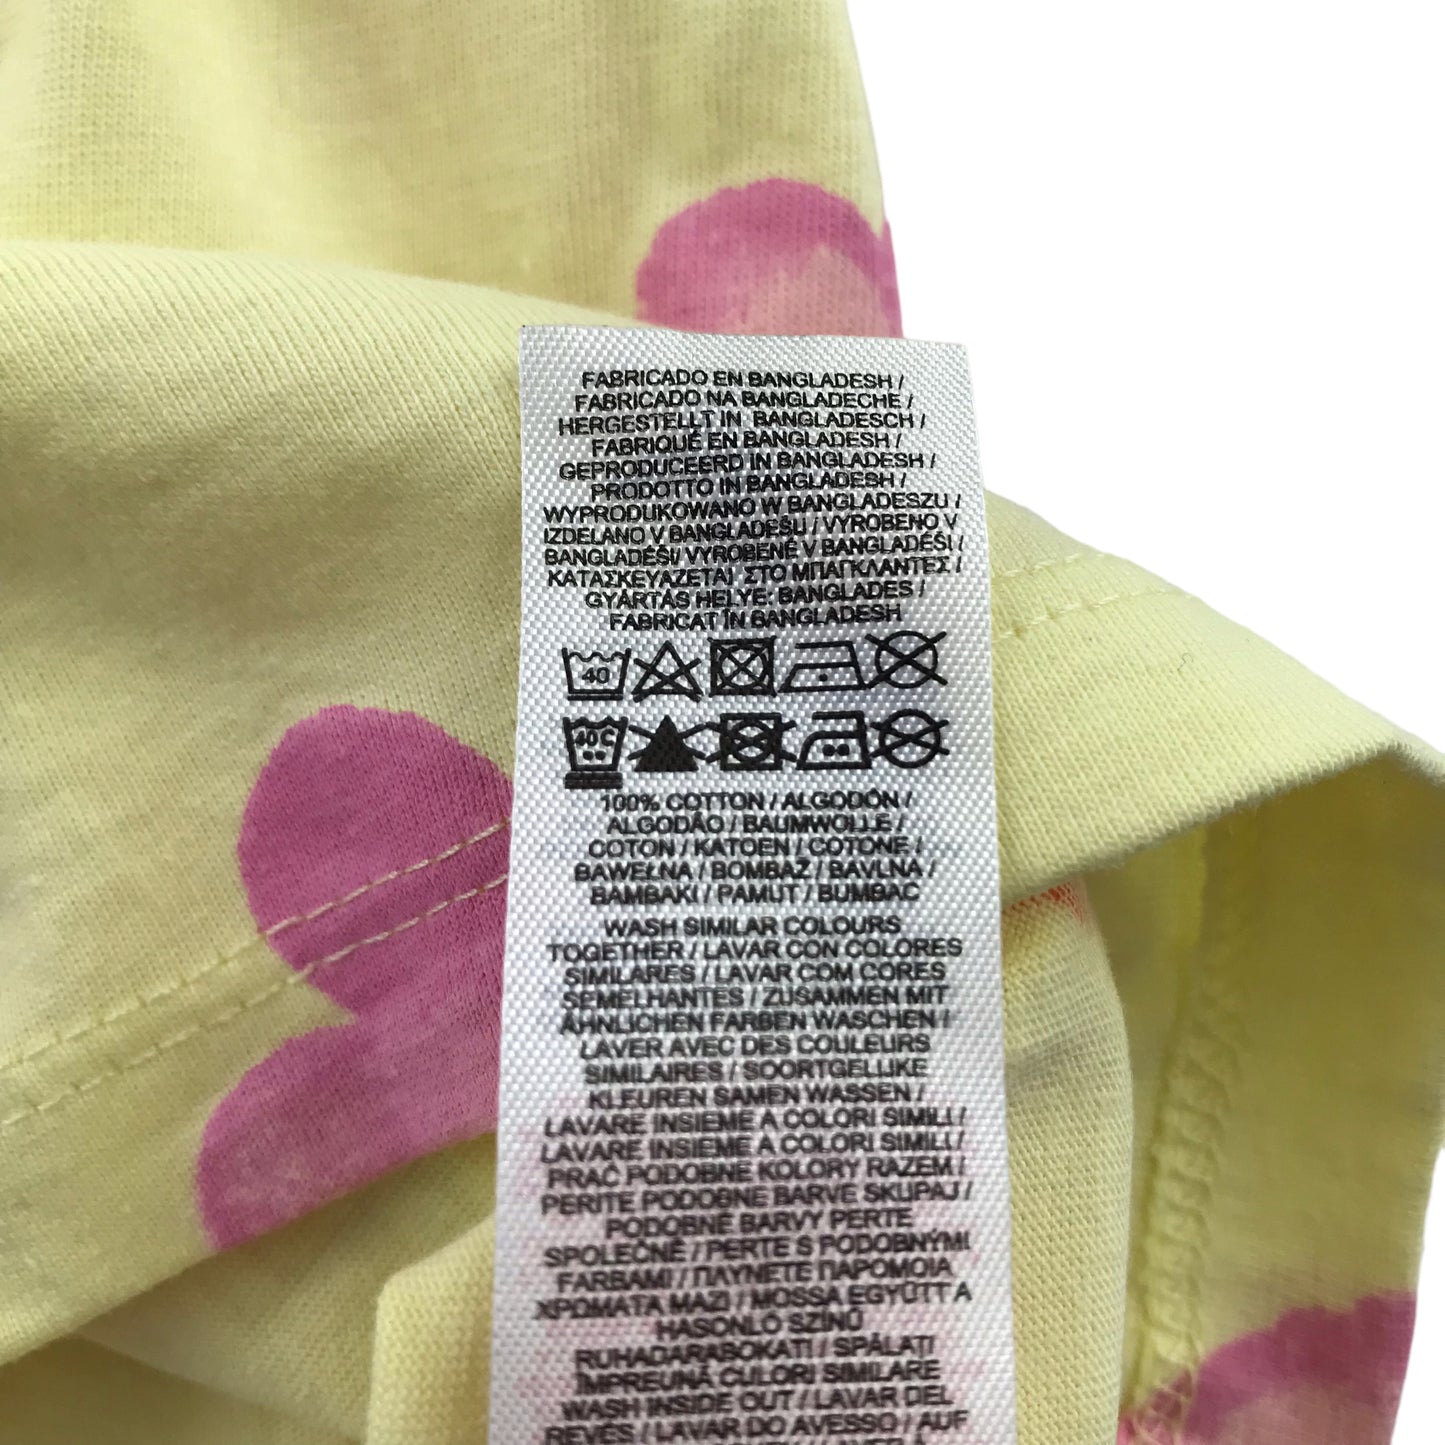 FABRICADO EN BANGLADESH /
FABRICADO NA BANGLADECHE /
HERGESTELLT IN BANGLADESCH /
FABRIQUÉ EN BANGLADESH /
GEPRODUCEERD IN BANGLADESH /
PRODOTTO IN BANGLADESH /
WYPRODUKOWANO W BANGLADESZU /
IZDELANO V BANGLADEŠU / VYROBENO V
BANGLADÉŠI/ VYROBENÉ V BANGLADÉŠI /
ΚΑΤΑΣΚΕΥΑΖΕΤΑΙ ΣΤΟ ΜΠΑΓΚΛΑΝΤΕΣ /
GYÁRTÁS HELYE: BANGLADES /
FABRICAT ÎN BANGLADESH
40
40C
100% COTTON / ALGODÓN /
ALGODÃO / BAUMWOLLE /
COTON / KATOEN / COTONE /
BAWEŁNA / BOMBAŽ / BAVLNA /
BAMBAKI / PAMUT / BUMBAC
WASH SIMILAR COLOURS
TOGETHER / LAVAR CON COLORES
SIMILARES / LAVAR COM CORES
SEMELHANTES / ZUSAMMEN MIT
ÄHNLICHEN FARBEN WASCHEN /
LAVER AVEC DES COULEURS
SIMILAIRES / SOORTGELIJKE
KLEUREN SAMEN WASSEN /
LAVARE INSIEME A COLORI SIMILI /
LAVARE INSIEME A COLORI SIMILI /
PRAĆ PODOBNE KOLORY RAZEM /
PERITE PODOBNE BARVE SKUPAJ /
PODOBNÉ BARVY PERTE
SPOLEČNĚ / PERTE S PODOBNÝMI
FARBAMI / ΠΛΥΝΕΤΕ ΠΑΡΟΜΟΙΑ
ΧΡΩΜΑΤΑ ΜΑΖΙ / MOSSA EGYÜTT A
HASONLÓ SZÍNŰ
RUHADARABOKATI / SPĂLAȚI
ÎMPREUNĂ CULORI SIMILARE
WASH INSIDE OUT / LAVAR DEL
REVÉS / LAVAR DO AVESSO / AUF